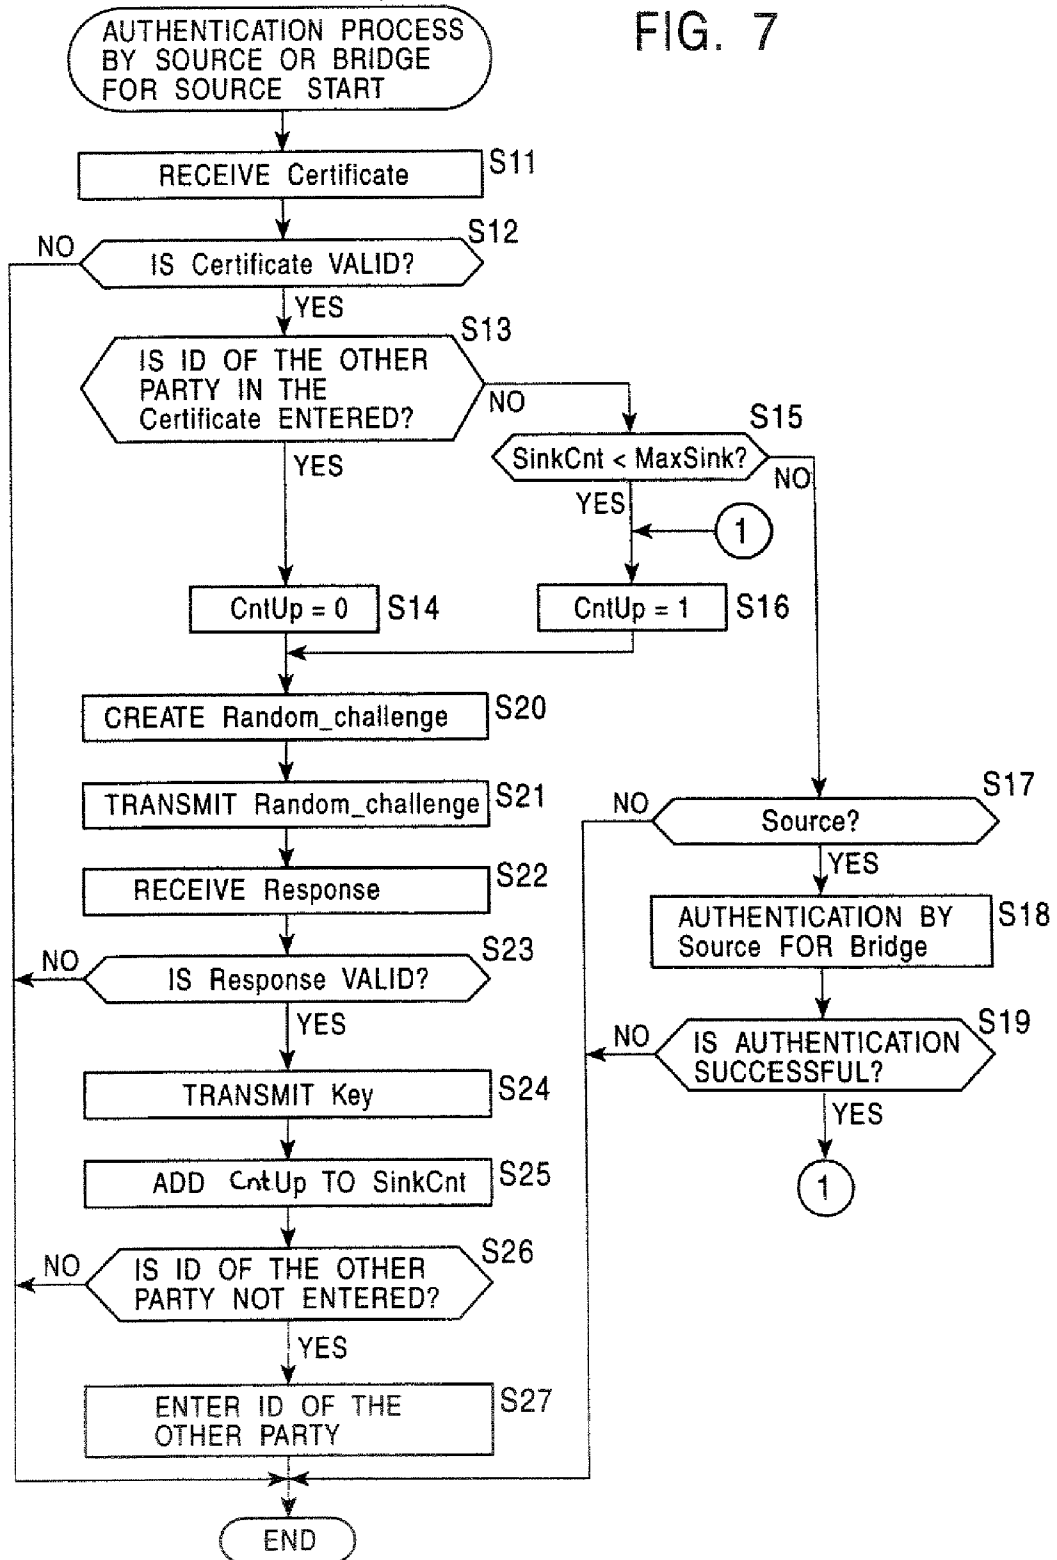 FIG. 7
AUTHENTICATION PROCESS
BY SOURCE OR BRIDGE
FOR SOURCE START
S11
RECEIVE Certificate
S12
NO
IS Certificate VALID?
YES
S13
IS ID OF THE OTHER
PARTY IN THE
Certificate ENTERED?
NO
YES
S15
SinkCnt < MaxSink?
NO
YES
1
CntUp = 0
S14
CntUp = 1
S16
CREATE Random_challenge
S20
TRANSMIT Random_challenge
S21
RECEIVE Response
S22
S23
NO
IS Response VALID?
YES
TRANSMIT Key
S24
ADD CntUp TO SinkCnt
S25
S26
NO
IS ID OF THE OTHER
PARTY NOT ENTERED?
YES
ENTER ID OF THE
OTHER PARTY
S27
END
S17
NO
Source?
YES
AUTHENTICATION BY
Source FOR Bridge
S18
S19
NO
IS AUTHENTICATION
SUCCESSFUL?
YES
1